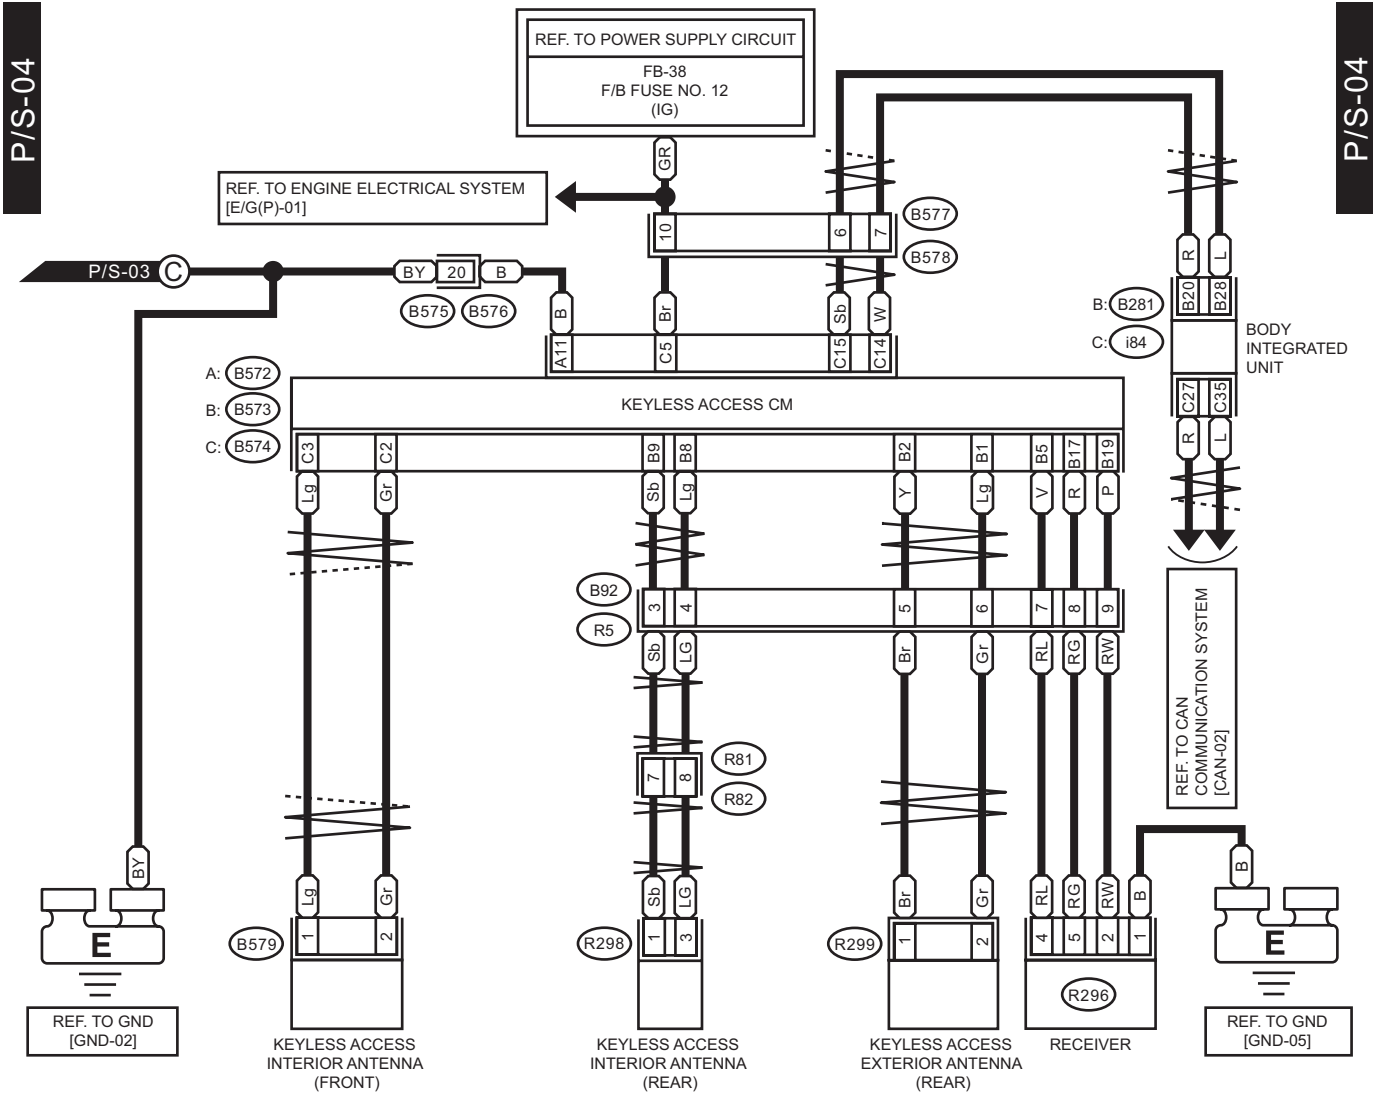 P/S-04
P/S-04
REF. TO POWER SUPPLY CIRCUIT
FB-38
F/B FUSE NO. 12
(IG)
GR
REF. TO ENGINE ELECTRICAL SYSTEM
[E/G(P)-01]
10
6
7
B577
B578
P/S-03
C
BY
20
B
B575
B576
B
Br
Sb
W
R
L
B20
B28
B: B281
C: i84
BODY
INTEGRATED
UNIT
A11
C5
C15
C14
C27
C35
R
L
A: B572
B: B573
C: B574
KEYLESS ACCESS CM
C3
C2
B9
B8
B2
B1
B5
B17
B19
Lg
Gr
Sb
Lg
Y
Lg
V
R
P
B92
R5
3
4
5
6
7
8
9
Sb
LG
Br
Gr
RL
RG
RW
REF. TO CAN
COMMUNICATION SYSTEM
[CAN-02]
7
8
R81
R82
BY
Lg
Gr
Sb
LG
Br
Gr
RL
RG
RW
B
B
E
B579
1
2
R298
1
3
R299
1
2
4
5
2
1
E
R296
REF. TO GND
[GND-02]
REF. TO GND
[GND-05]
KEYLESS ACCESS
INTERIOR ANTENNA
(FRONT)
KEYLESS ACCESS
INTERIOR ANTENNA
(REAR)
KEYLESS ACCESS
EXTERIOR ANTENNA
(REAR)
RECEIVER